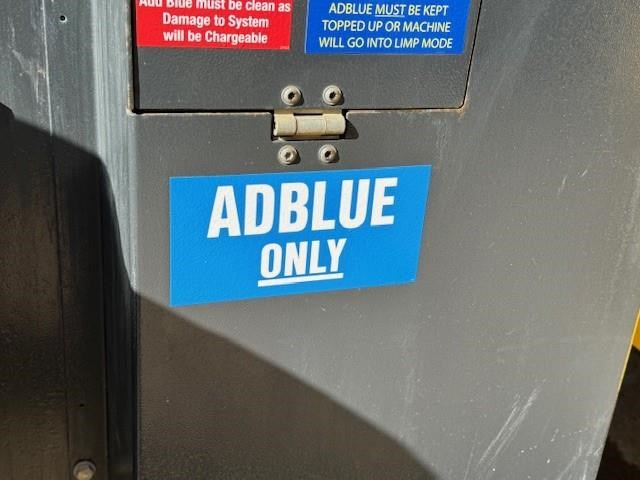 Add Blue must be clean as
Damage to System
will be Chargeable
ADBLUE MUST BE KEPT
TOPPED UP OR MACHINE
WILL GO INTO LIMP MODE
ADBLUE
ONLY